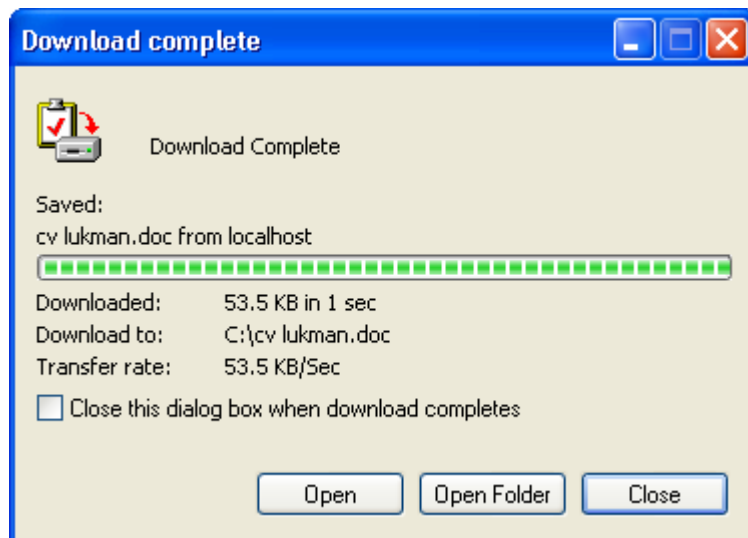 Download complete
Download Complete
Saved:
cv lukman.doc from localhost
Downloaded: 53.5 KB in 1 sec
Download to: C:\cv lukman.doc
Transfer rate: 53.5 KB/Sec
Close this dialog box when download completes
Open Open Folder Close